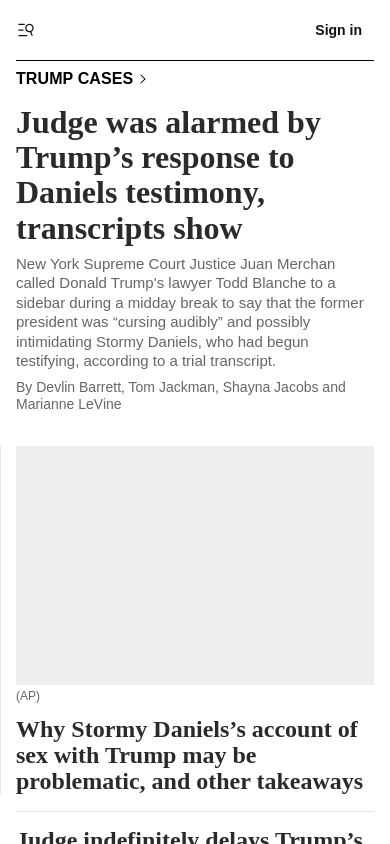 Sign in
TRUMP CASES
Judge was alarmed by
Trump’s response to
Daniels testimony,
transcripts show
New York Supreme Court Justice Juan Merchan
called Donald Trump’s lawyer Todd Blanche to a
sidebar during a midday break to say that the former
president was “cursing audibly” and possibly
intimidating Stormy Daniels, who had begun
testifying, according to a trial transcript.
By Devlin Barrett, Tom Jackman, Shayna Jacobs and
Marianne LeVine
(AP)
Why Stormy Daniels’s account of
sex with Trump may be
problematic, and other takeaways
Judge indefinitely delays Trump’s